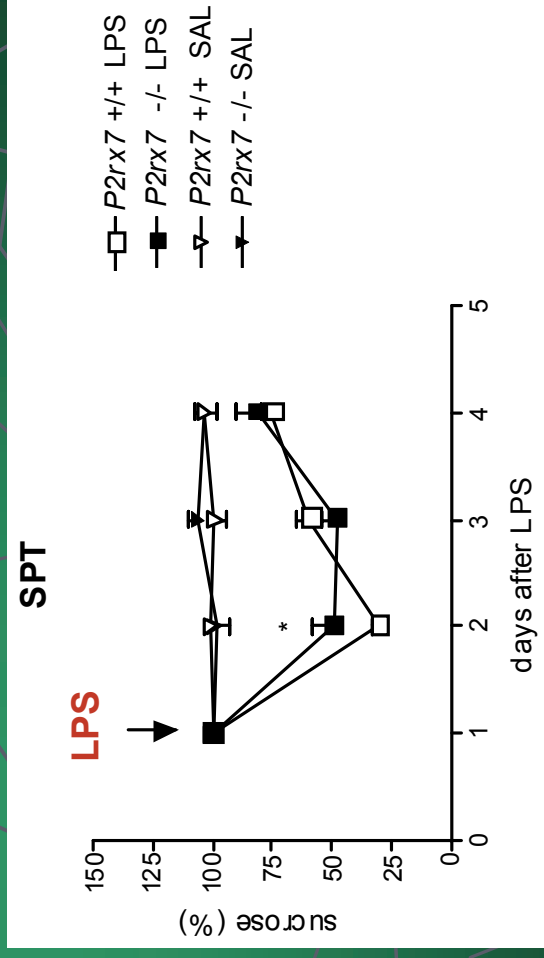 SPT
LPS
P2rx7 +/+ LPS
P2rx7 -/- LPS
P2rx7 +/+ SAL
P2rx7 -/- SAL
sucrose (%)
150
125
100
75
50
25
0
*
0
1
2
3
4
5
days after LPS